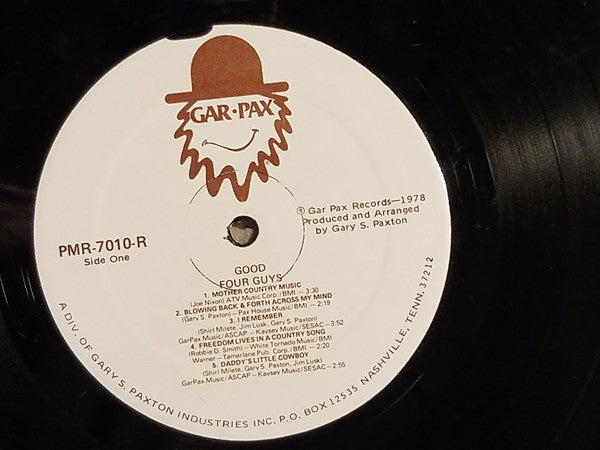 GAR•PAX
℗ Gar Pax Records—1978
Produced and Arranged
by Gary S. Paxton
PMR-7010-R
Side One
GOOD
FOUR GUYS
1. MOTHER COUNTRY MUSIC
(Joe Nixon) ATV Music Corp./BMI — 3:30
2. BLOWING BACK & FORTH ACROSS MY MIND
(Gary S. Paxton) — Pax House Music/BMI — 2:19
3. I REMEMBER
(Shirl Milete, Jim Lusk, Gary S. Paxton)
GarPax Music/ASCAP — Kaysey Music/SESAC—3:52
4. FREEDOM LIVES IN A COUNTRY SONG
(Robbie D. Smith) — White Tornado Music/BMI
Warner — Tamerlane Pub. Corp./BMI — 2:20
5. DADDY'S LITTLE COWBOY
(Shirl Milete, Gary S. Paxton, Jim Lusk)
GarPax Music/ASCAP — Kaysey Music/SESAC—2:55
A DIV. OF GARY S. PAXTON INDUSTRIES INC. P.O. BOX 12535 NASHVILLE, TENN. 37212